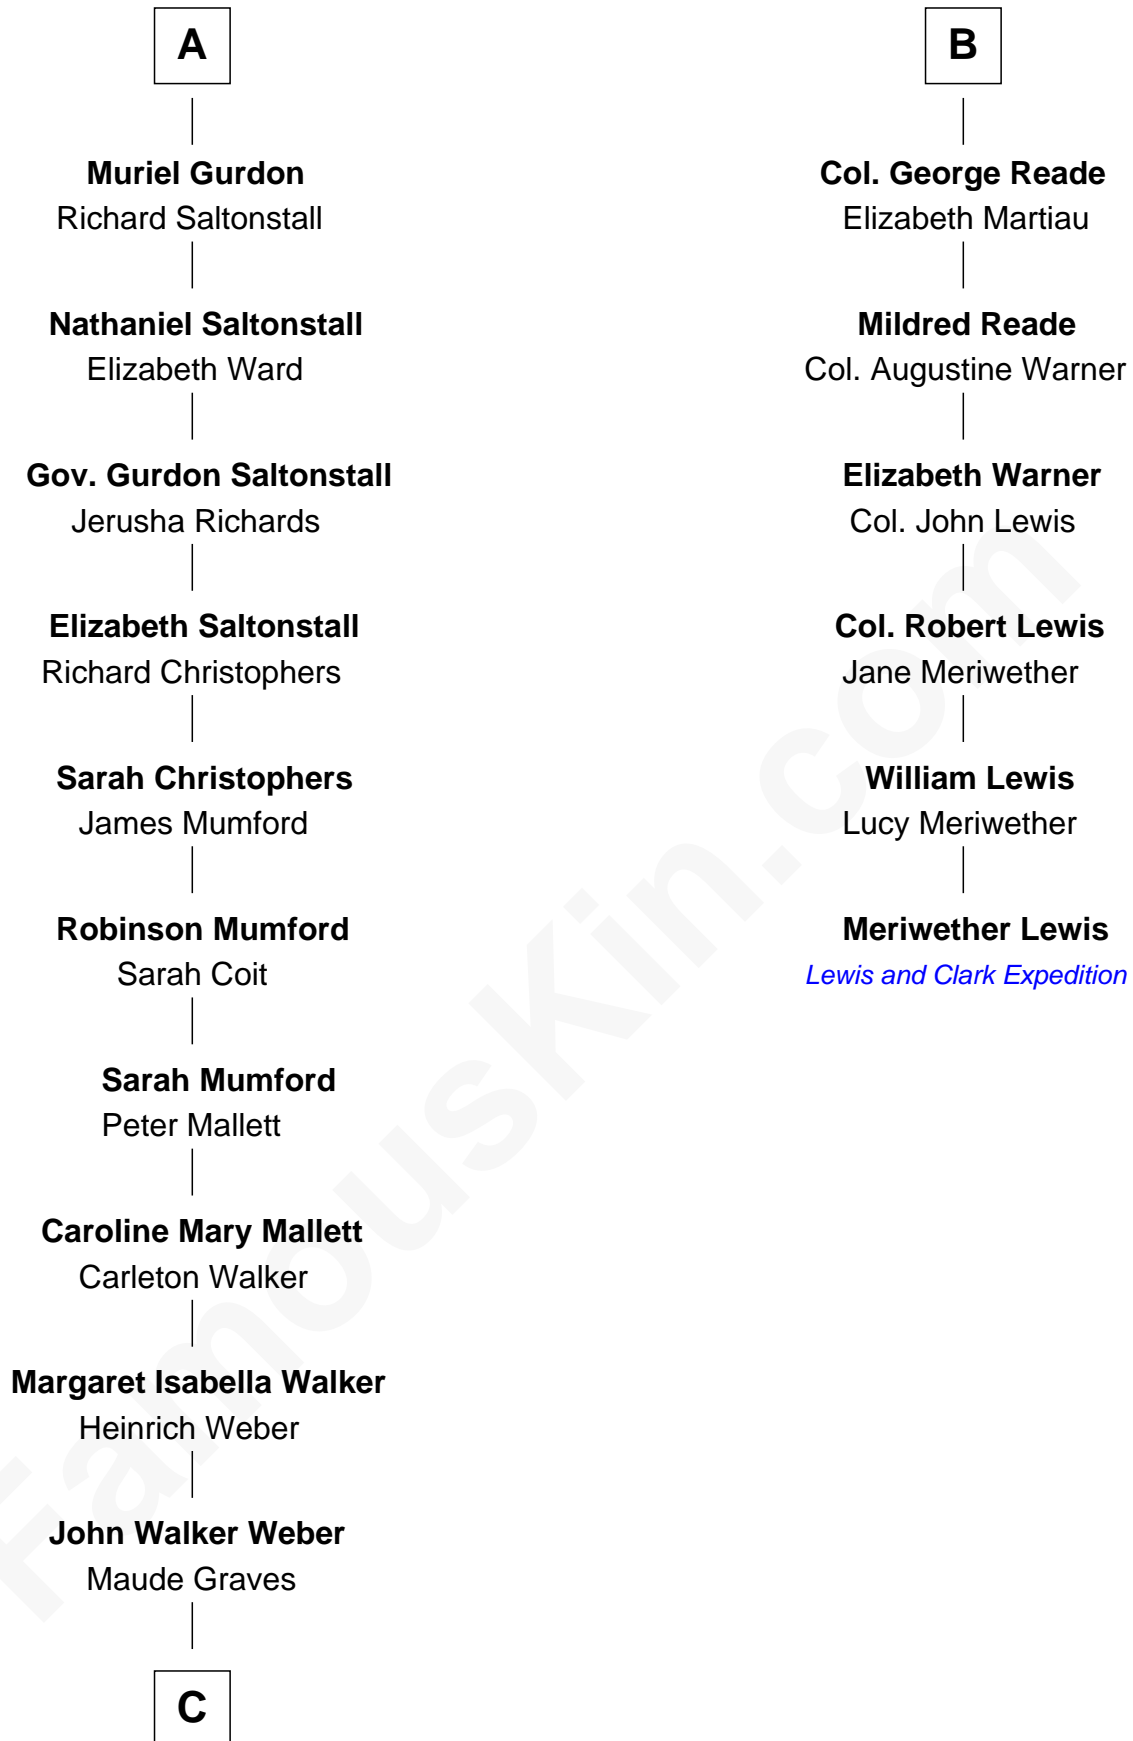 A
Muriel Gurdon
Richard Saltonstall
Nathaniel Saltonstall
Elizabeth Ward
Gov. Gurdon Saltonstall
Jerusha Richards
Elizabeth Saltonstall
Richard Christophers
Sarah Christophers
James Mumford
Robinson Mumford
Sarah Coit
Sarah Mumford
Peter Mallett
Caroline Mary Mallett
Carleton Walker
Margaret Isabella Walker
Heinrich Weber
John Walker Weber
Maude Graves
C
B
Col. George Reade
Elizabeth Martiau
Mildred Reade
Col. Augustine Warner
Elizabeth Warner
Col. John Lewis
Col. Robert Lewis
Jane Meriwether
William Lewis
Lucy Meriwether
Meriwether Lewis
Lewis and Clark Expedition
FamousKin.com